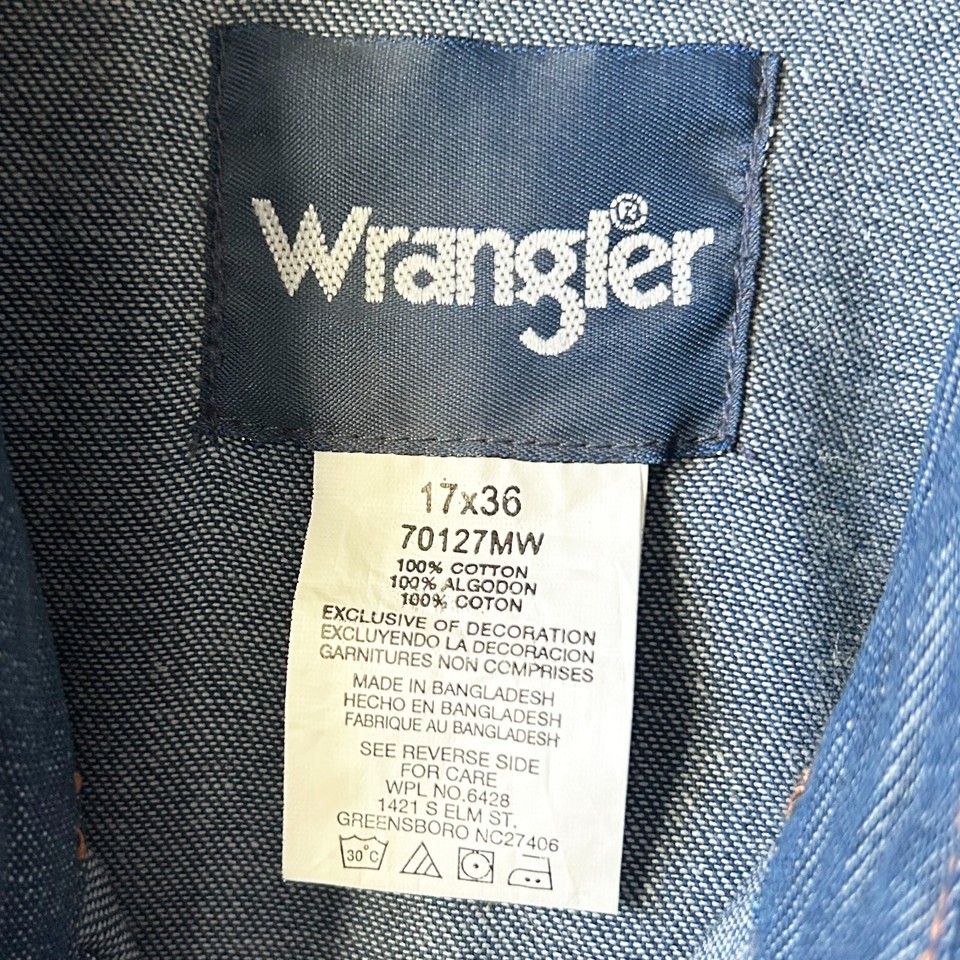 Wrangler®
17x36
70127MW
100% COTTON
100% ALGODON
100% COTON
EXCLUSIVE OF DECORATION
EXCLUYENDO LA DECORACION
GARNITURES NON COMPRISES
MADE IN BANGLADESH
HECHO EN BANGLADESH
FABRIQUE AU BANGLADESH
SEE REVERSE SIDE
FOR CARE
WPL NO.6428
1421 S ELM ST.
GREENSBORO NC27406
30°C